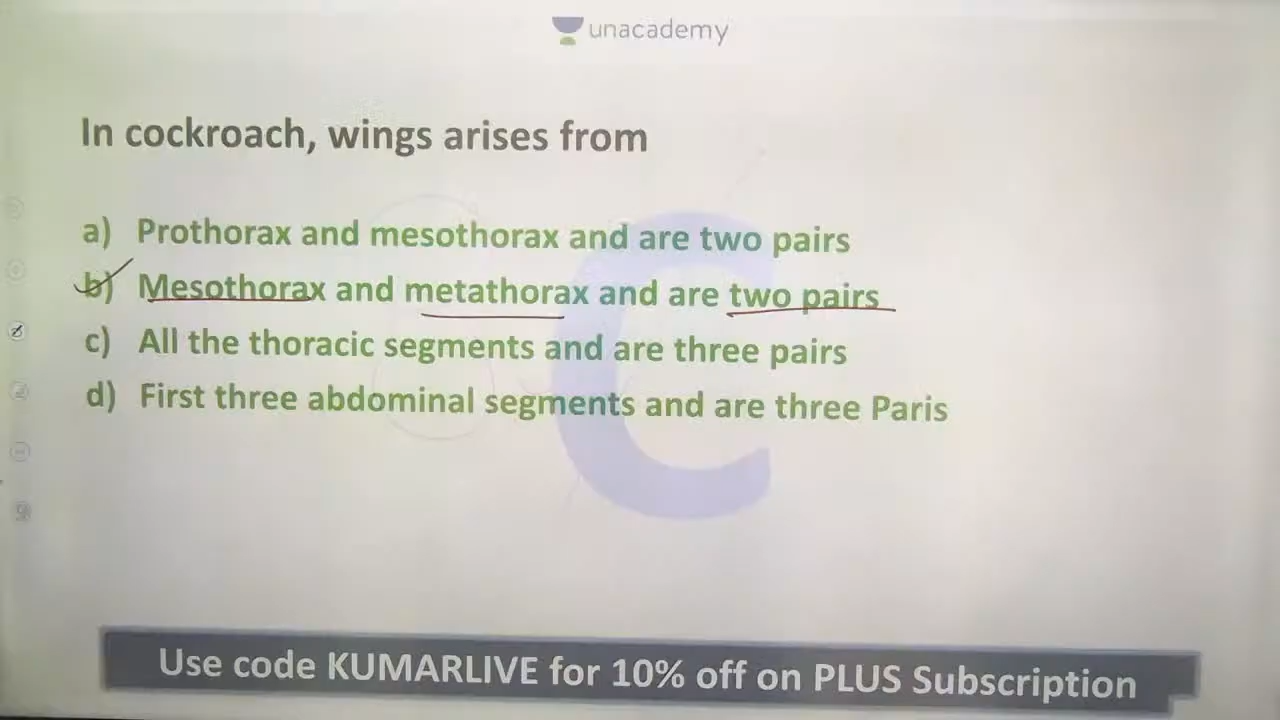 unacademy
In cockroach, wings arises from
a) Prothorax and mesothorax and are two pairs
b) Mesothorax and metathorax and are two pairs
c) All the thoracic segments and are three pairs
d) First three abdominal segments and are three Paris
C
Use code KUMARLIVE for 10% off on PLUS Subscription